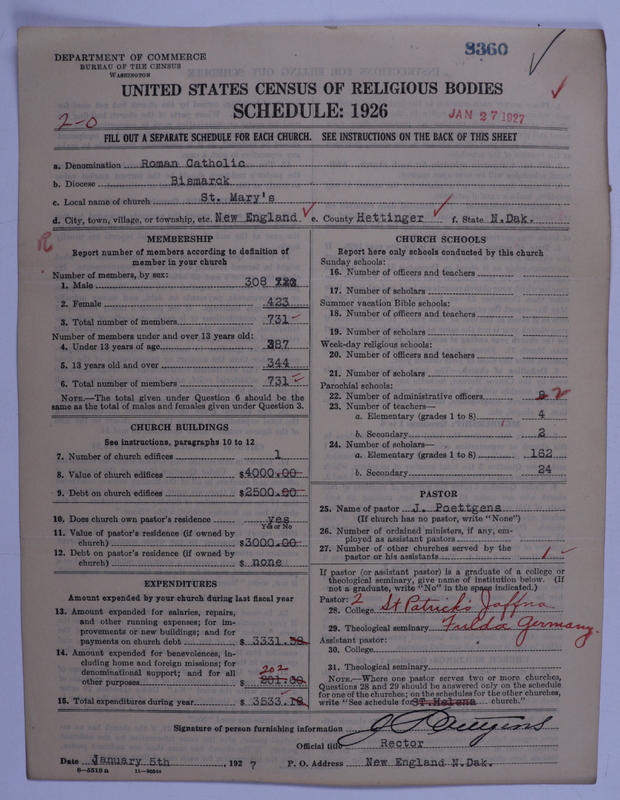 DEPARTMENT OF COMMERCE
BUREAU OF THE CENSUS
WASHINGTON
8360
UNITED STATES CENSUS OF RELIGIOUS BODIES
SCHEDULE: 1926
2-0
JAN 27 1927
FILL OUT A SEPARATE SCHEDULE FOR EACH CHURCH. SEE INSTRUCTIONS ON THE BACK OF THIS SHEET
a. Denomination Roman Catholic
b. Diocese Bismarck
c. Local name of church St. Mary's
d. City, town, village, or township, etc. New England e. County Hettinger f. State N.Dak.
R
MEMBERSHIP
Report number of members according to definition of
member in your church
Number of members, by sex:
1. Male 308
2. Female 423
3. Total number of members 731
Number of members under and over 13 years old:
4. Under 13 years of age 387
5. 13 years old and over 344
6. Total number of members 731
NOTE.—The total given under Question 6 should be
same as the total of males and females given under Question 3.
CHURCH BUILDINGS
See instructions, paragraphs 10 to 12
7. Number of church edifices 1
8. Value of church edifices $4000.00
9. Debt on church edifices $2500.00
10. Does church own pastor's residence yes
Yes or No
11. Value of pastor's residence (if owned by
church) $3000.00
12. Debt on pastor's residence (if owned by
church) $ none
EXPENDITURES
Amount expended by your church during last fiscal year
13. Amount expended for salaries, repairs,
and other running expenses; for im-
provements or new buildings; and for
payments on church debt $ 3331.58
14. Amount expended for benevolences, in-
cluding home and foreign missions; for
denominational support; and for all
other purposes $ 201.60
202
15. Total expenditures during year $ 3533.18
CHURCH SCHOOLS
Report here only schools conducted by this church
Sunday schools:
16. Number of officers and teachers
17. Number of scholars
Summer vacation Bible schools:
18. Number of officers and teachers
19. Number of scholars
Week-day religious schools:
20. Number of officers and teachers
21. Number of scholars
Parochial schools:
22. Number of administrative officers 2
23. Number of teachers—
a. Elementary (grades 1 to 8) 4
b. Secondary 2
24. Number of scholars—
a. Elementary (grades 1 to 8) 162
b. Secondary 24
PASTOR
25. Name of pastor J. Poettgens
(If church has no pastor, write "None")
26. Number of ordained ministers, if any, em-
ployed as assistant pastors
27. Number of other churches served by the
pastor or his assistants 1
If pastor (or assistant pastor) is a graduate of a college or
theological seminary, give name of institution below. (If
not a graduate, write "No" in the space indicated.)
Pastor: 2
28. College St Patrick's Jaffna
29. Theological seminary Fulda Germany.
Assistant pastor:
30. College
31. Theological seminary
NOTE.—Where one pastor serves two or more churches,
Questions 28 and 29 should be answered only on the schedule
for one of the churches; on the schedules for the other churches,
write "See schedule for ST.Helena church."
Signature of person furnishing information J Poettgens
Official title Rector
Date January 5th, 1927 P. O. Address New England N.Dak.
8-5518 a 11-90548